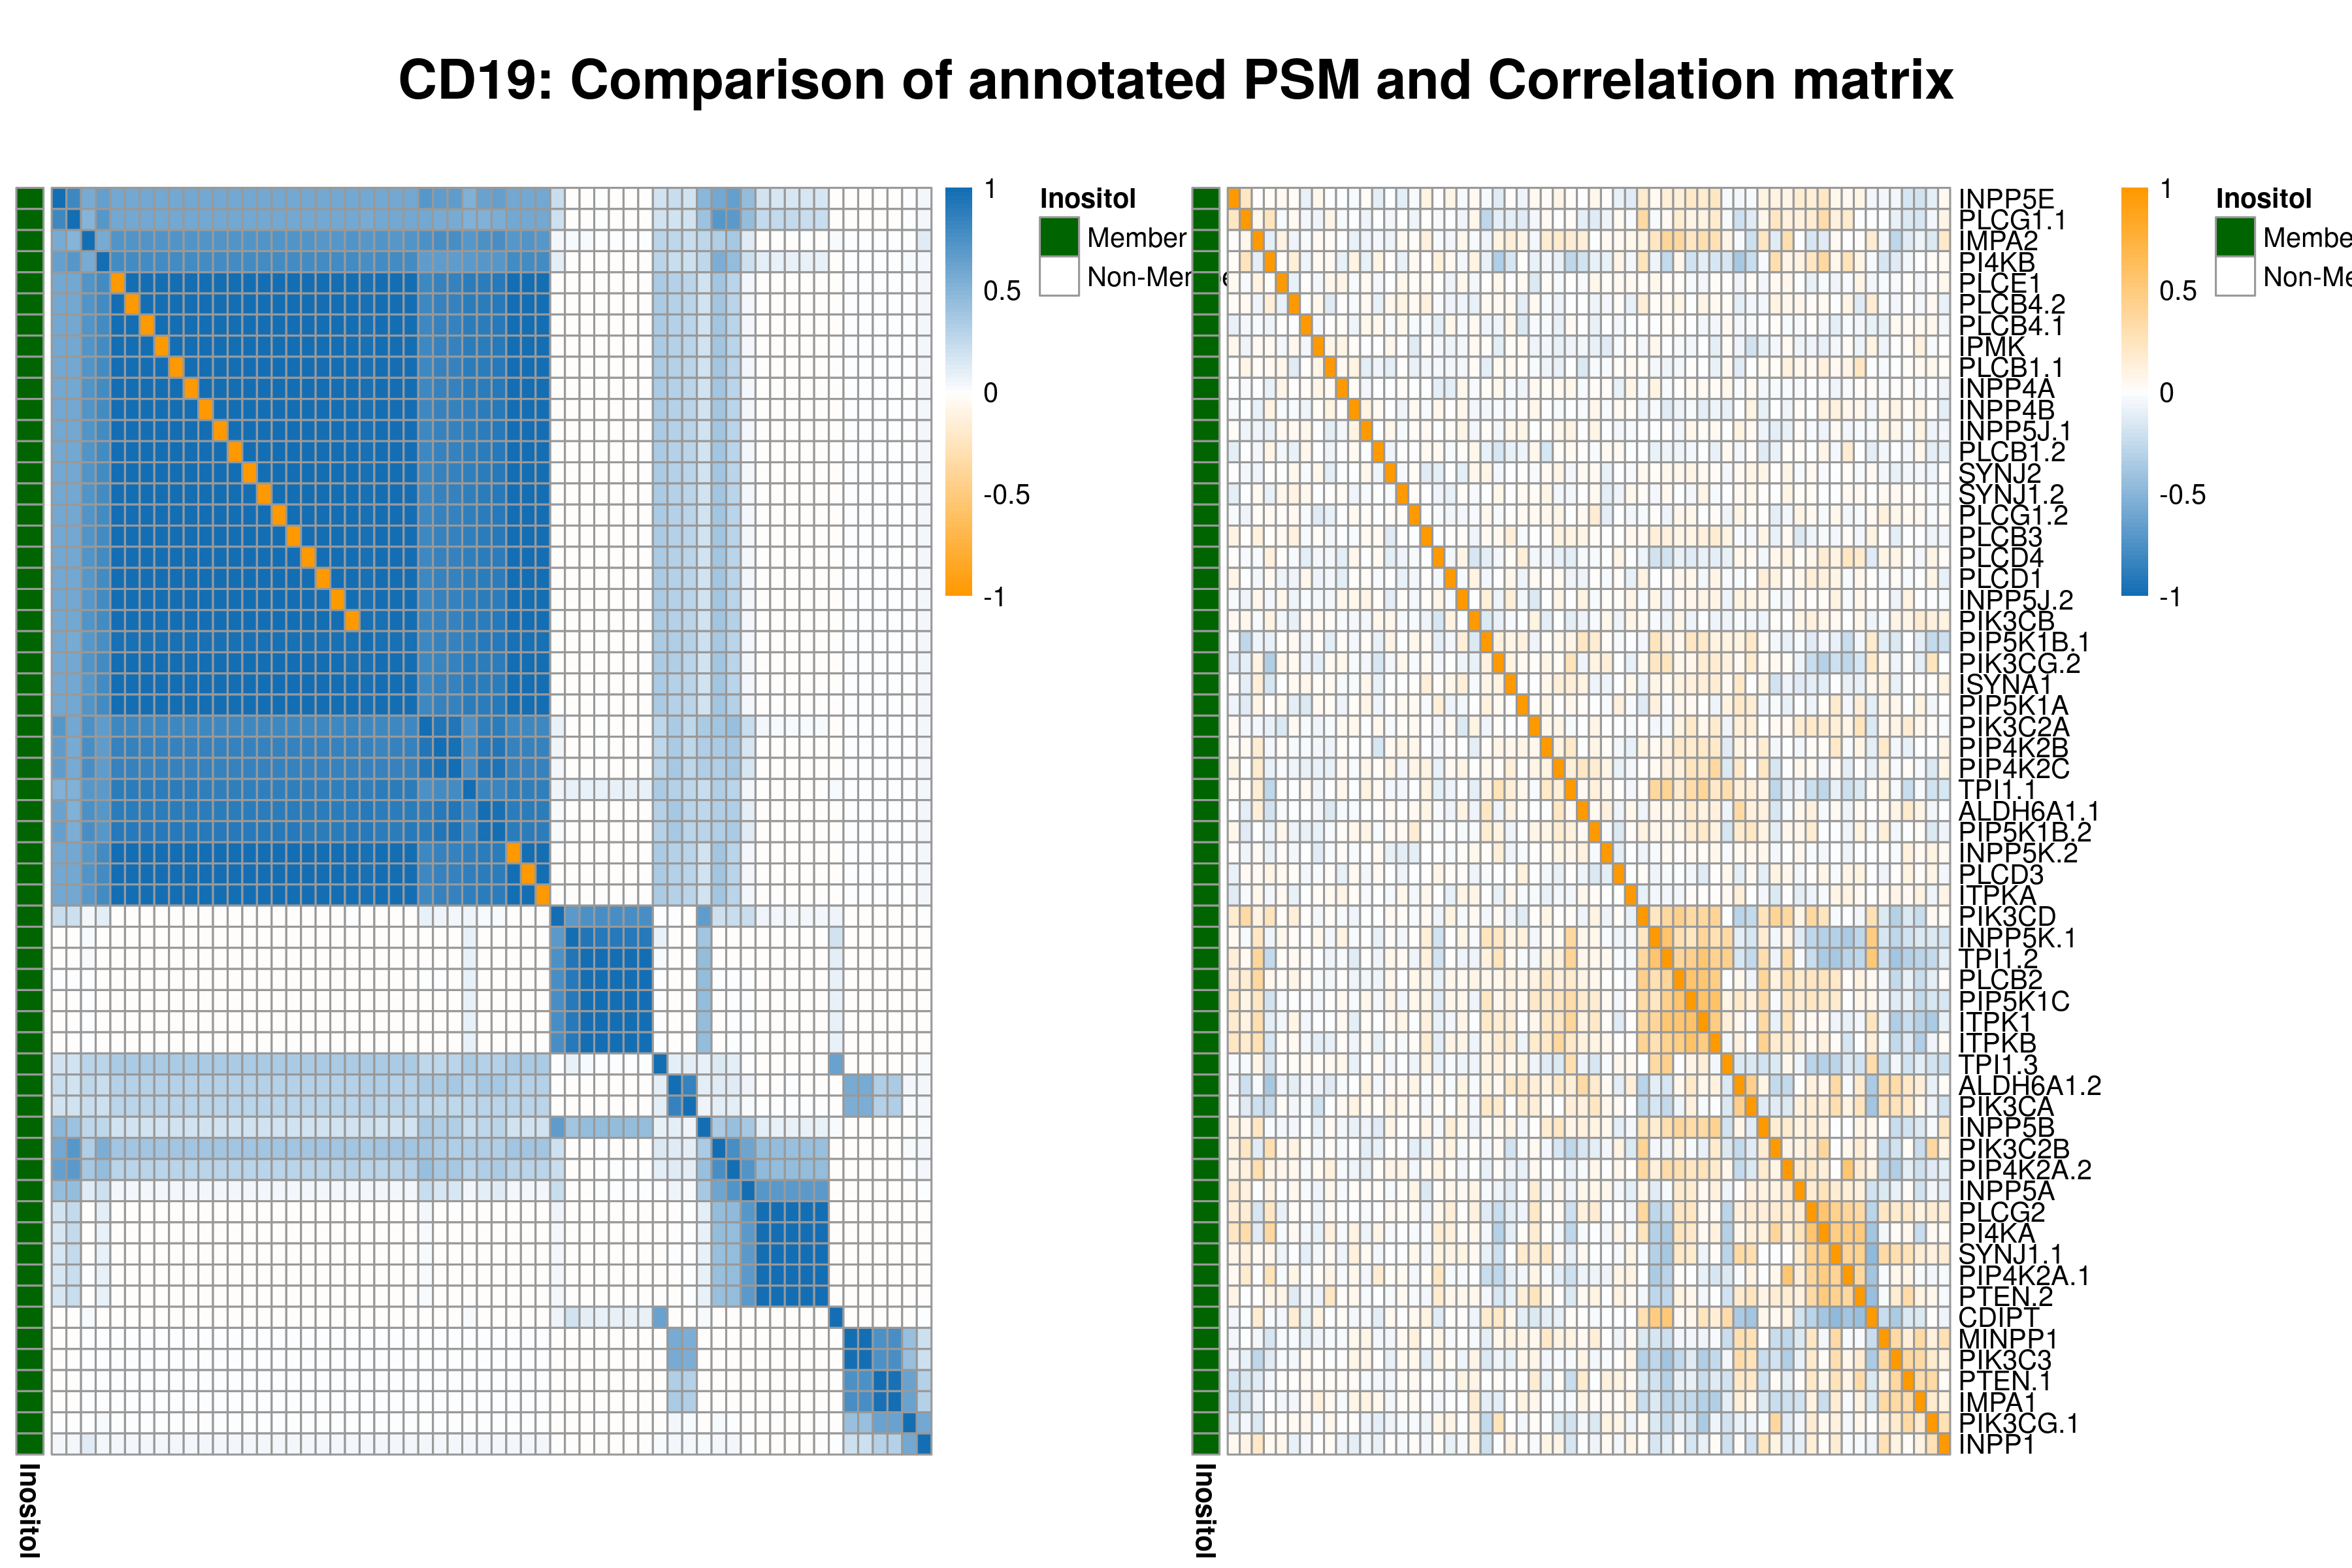 CD19: Comparison of annotated PSM and Correlation matrix
1
0.5
0
-0.5
-1
Inositol
Member
Non-Mem
Inositol
INPP5E
PLCG1.1
IMPA2
PI4KB
PLCE1
PLCB4.2
PLCB4.1
IPMK
PLCB1.1
INPP4A
INPP4B
INPP5J.1
PLCB1.2
SYNJ2
SYNJ1.2
PLCG1.2
PLCB3
PLCD4
PLCD1
INPP5J.2
PIK3CB
PIP5K1B.1
PIK3CG.2
ISYNA1
PIP5K1A
PIK3C2A
PIP4K2B
PIP4K2C
TPI1.1
ALDH6A1.1
PIP5K1B.2
INPP5K.2
PLCD3
ITPKA
PIK3CD
INPP5K.1
TPI1.2
PLCB2
PIP5K1C
ITPK1
ITPKB
TPI1.3
ALDH6A1.2
PIK3CA
INPP5B
PIK3C2B
PIP4K2A.2
INPP5A
PLCG2
PI4KA
SYNJ1.1
PIP4K2A.1
PTEN.2
CDIPT
MINPP1
PIK3C3
PTEN.1
IMPA1
PIK3CG.1
INPP1
1
0.5
0
-0.5
-1
Inositol
Membe
Non-Me
Inositol